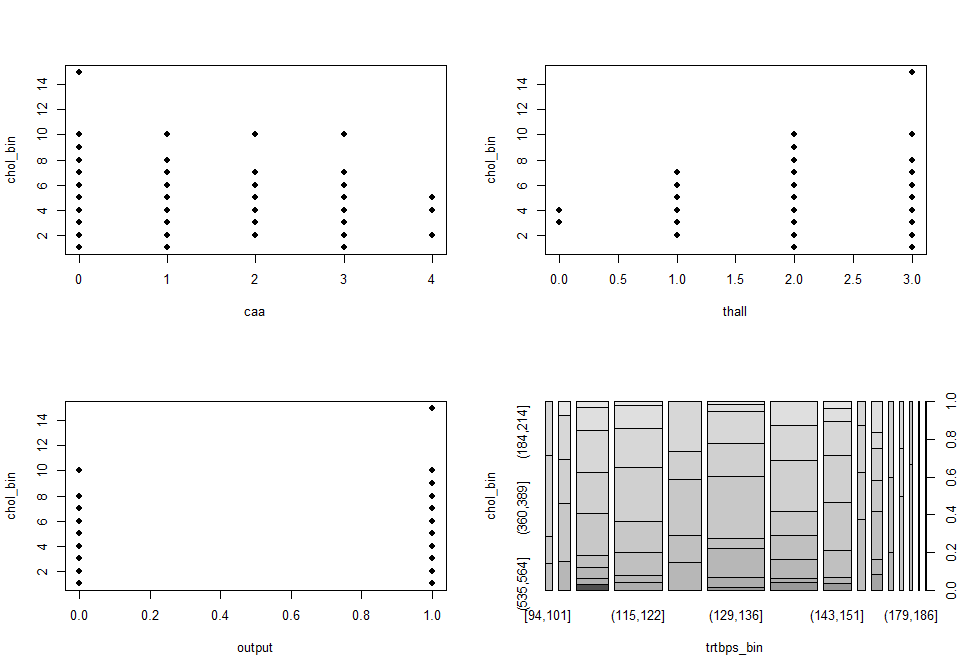 chol_bin
14
12
10
8
6
4
2
0 1 2 3 4
caa
chol_bin
14
12
10
8
6
4
2
0.0 0.5 1.0 1.5 2.0 2.5 3.0
thall
chol_bin
14
12
10
8
6
4
2
0.0 0.2 0.4 0.6 0.8 1.0
output
chol_bin
(184,214]
(360,389]
(535,564]
1.0
0.8
0.6
0.4
0.2
0.0
[94,101] (115,122] (129,136] (143,151] (179,186]
trtbps_bin